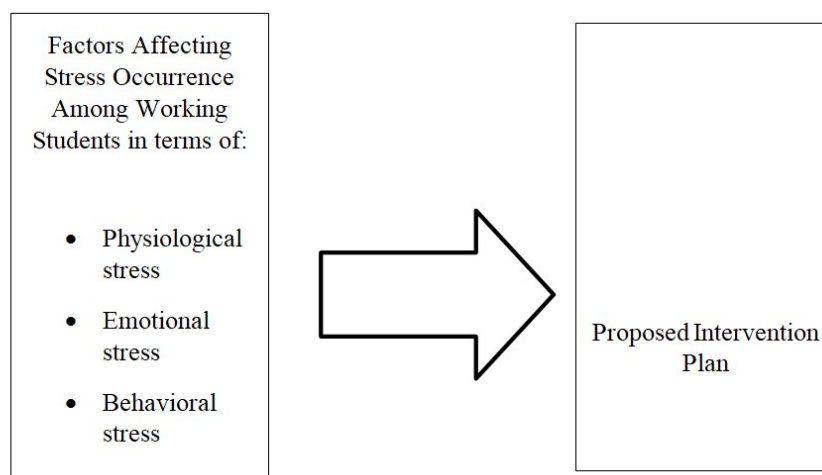 Factors Affecting
Stress Occurrence
Among Working
Students in terms of:
• Physiological
stress
• Emotional
stress
• Behavioral
stress
Proposed Intervention
Plan